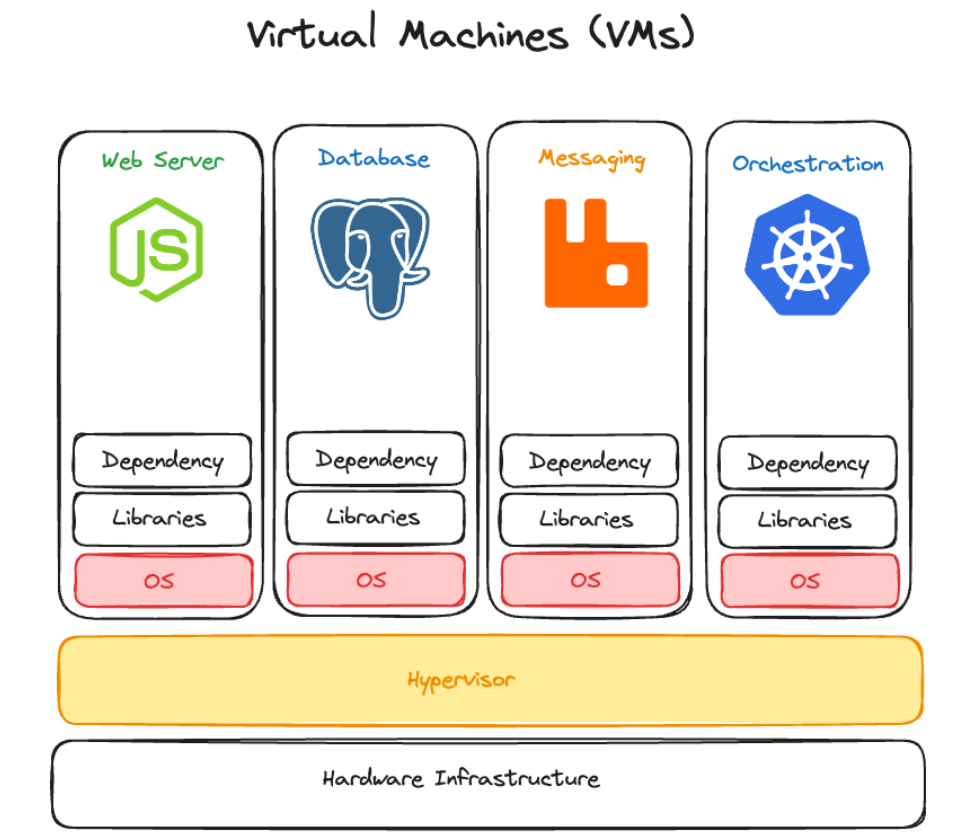 Virtual Machines (VMs)
Web Server
Database
Messaging
Orchestration
JS
Dependency
Dependency
Dependency
Dependency
Libraries
Libraries
Libraries
Libraries
OS
OS
OS
OS
Hypervisor
Hardware Infrastructure